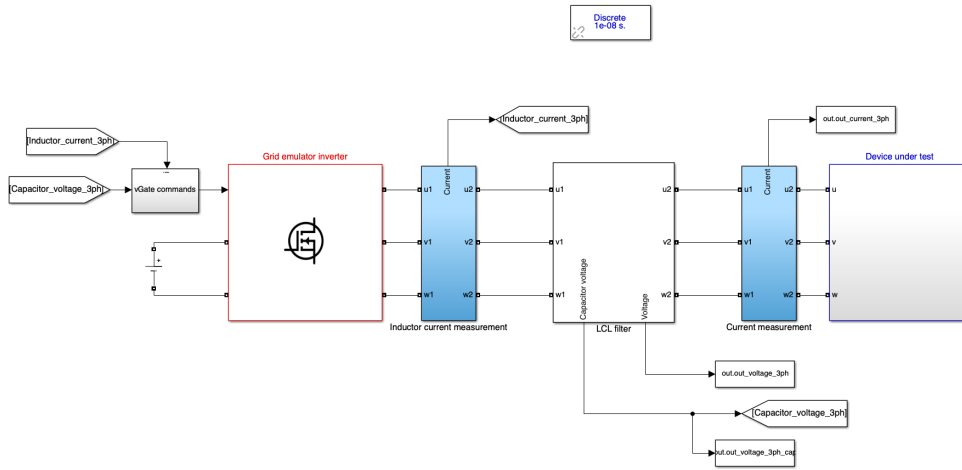 Discrete
1e-08 s.
[Inductor_current_3ph]
out.out_current_3ph
[Inductor_current_3ph]
Grid emulator inverter
Device under test
[Capacitor_voltage_3ph]
vGate commands
Current
u1 u2
v1 v2
w1 w2
Inductor current measurement
u1 u2
v1 v2
w1 w2
Capacitor voltage
Voltage
LCL filter
Current
u1 u2
v1 v2
w1 w2
Current measurement
u
v
w
+
out.out_voltage_3ph
[Capacitor_voltage_3ph]
out.out_voltage_3ph_cap